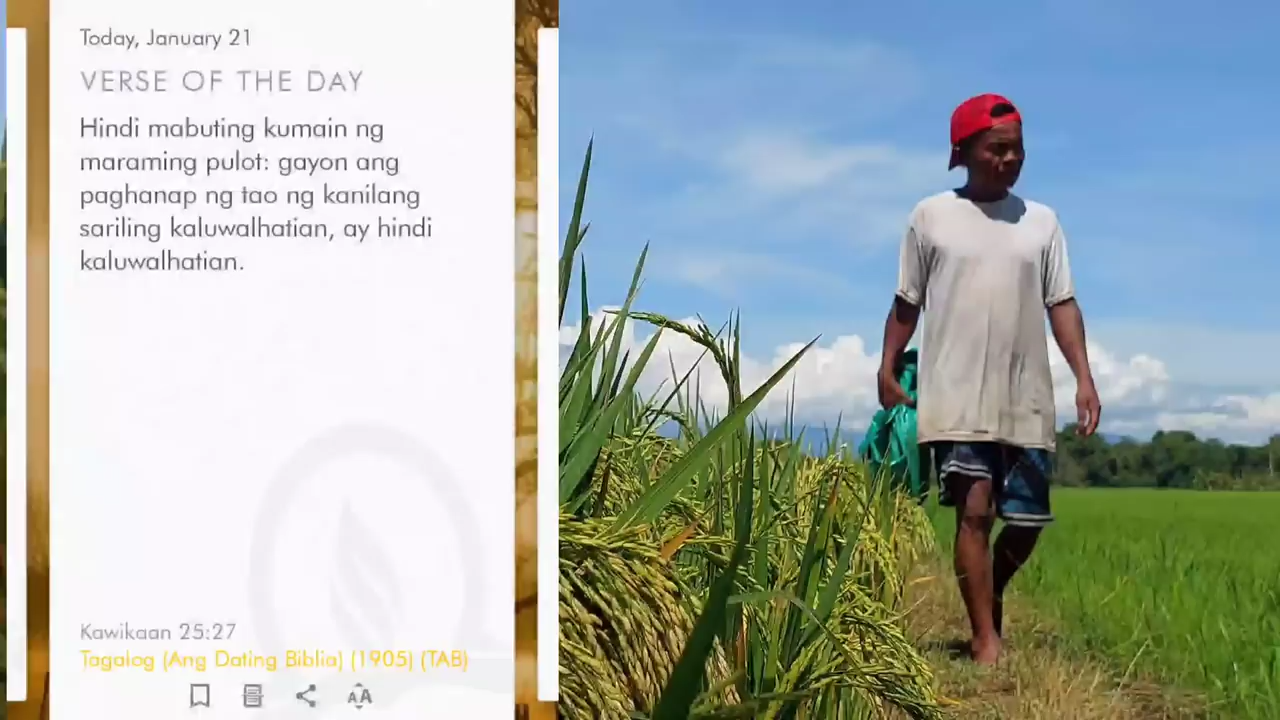 Today, January 21
VERSE OF THE DAY
Hindi mabuting kumain ng
maraming pulot: gayon ang
paghanap ng tao ng kanilang
sariling kaluwalhatian, ay hindi
kaluwalhatian.
Kawikaan 25:27
Tagalog (Ang Dating Biblia) (1905) (TAB)
AA